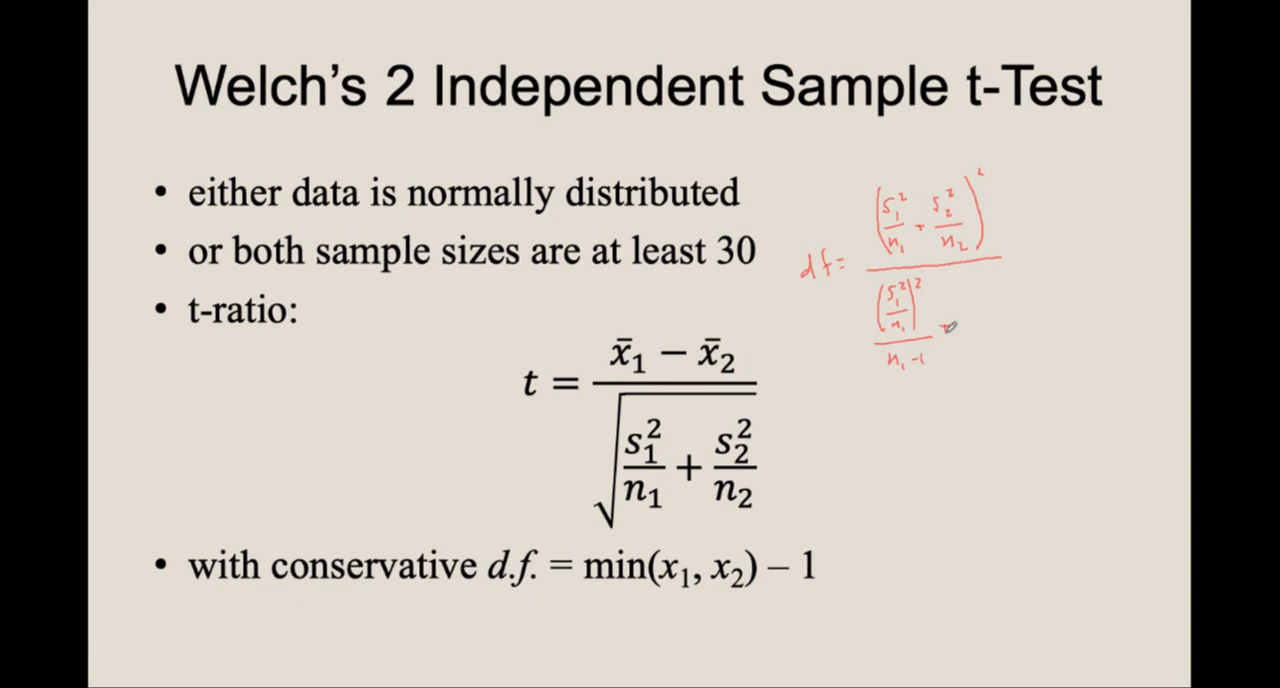 Welch’s 2 Independent Sample t-Test
• either data is normally distributed
• or both sample sizes are at least 30
• t-ratio:
t = (x̄₁ − x̄₂) / √(s₁²/n₁ + s₂²/n₂)
• with conservative d.f. = min(x₁, x₂) – 1
df = (s₁²/n₁ + s₂²/n₂)² / ((s₁²/n₁)²/(n₁-1) +